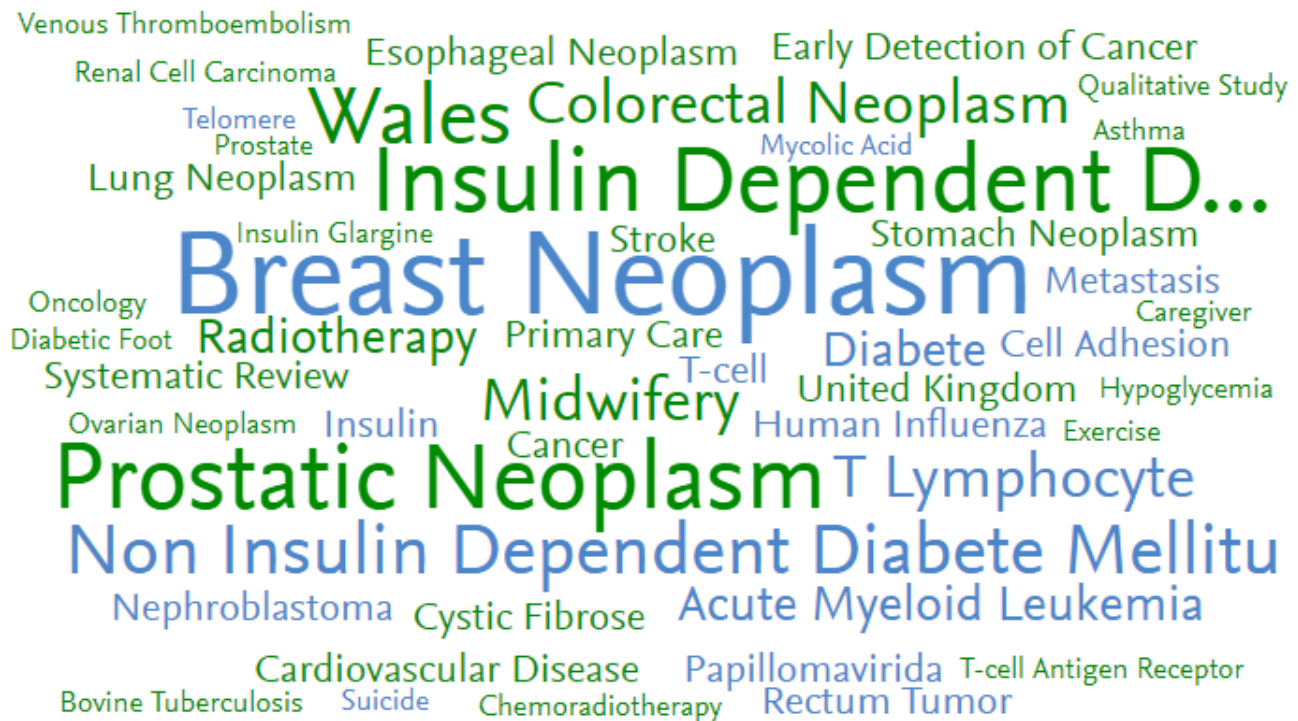 Venous Thromboembolism
Esophageal Neoplasm
Early Detection of Cancer
Renal Cell Carcinoma
Qualitative Study
Wales
Colorectal Neoplasm
Telomere
Asthma
Prostate
Mycolic Acid
Lung Neoplasm
Insulin Dependent D...
Insulin Glargine
Stroke
Stomach Neoplasm
Breast Neoplasm
Metastasis
Oncology
Caregiver
Diabetic Foot
Radiotherapy
Primary Care
Diabete
Cell Adhesion
Systematic Review
T-cell
Midwifery
United Kingdom
Hypoglycemia
Ovarian Neoplasm
Insulin
Human Influenza
Exercise
Cancer
Prostatic Neoplasm
T Lymphocyte
Non Insulin Dependent Diabete Mellitu
Nephroblastoma
Cystic Fibrose
Acute Myeloid Leukemia
Cardiovascular Disease
Papillomavirida
T-cell Antigen Receptor
Bovine Tuberculosis
Suicide
Chemoradiotherapy
Rectum Tumor